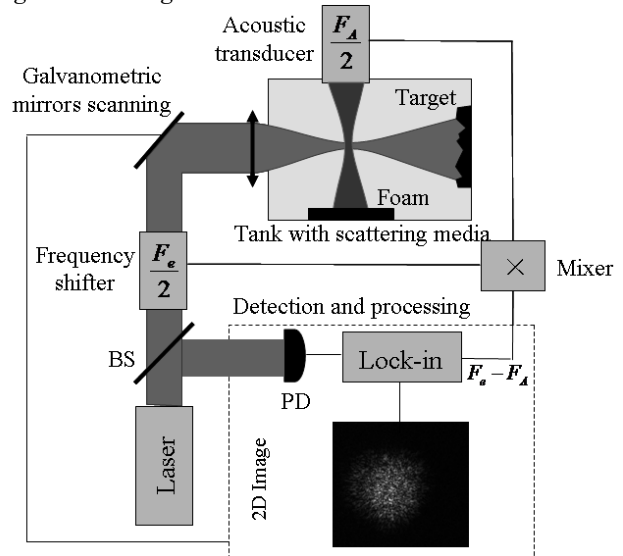 Acoustic
transducer
F_A
2
Galvanometric
mirrors scanning
Target
Foam
Tank with scattering media
Frequency
shifter
F_e
2
×
Mixer
Detection and processing
BS
PD
Lock-in
F_a − F_A
Laser
2D Image